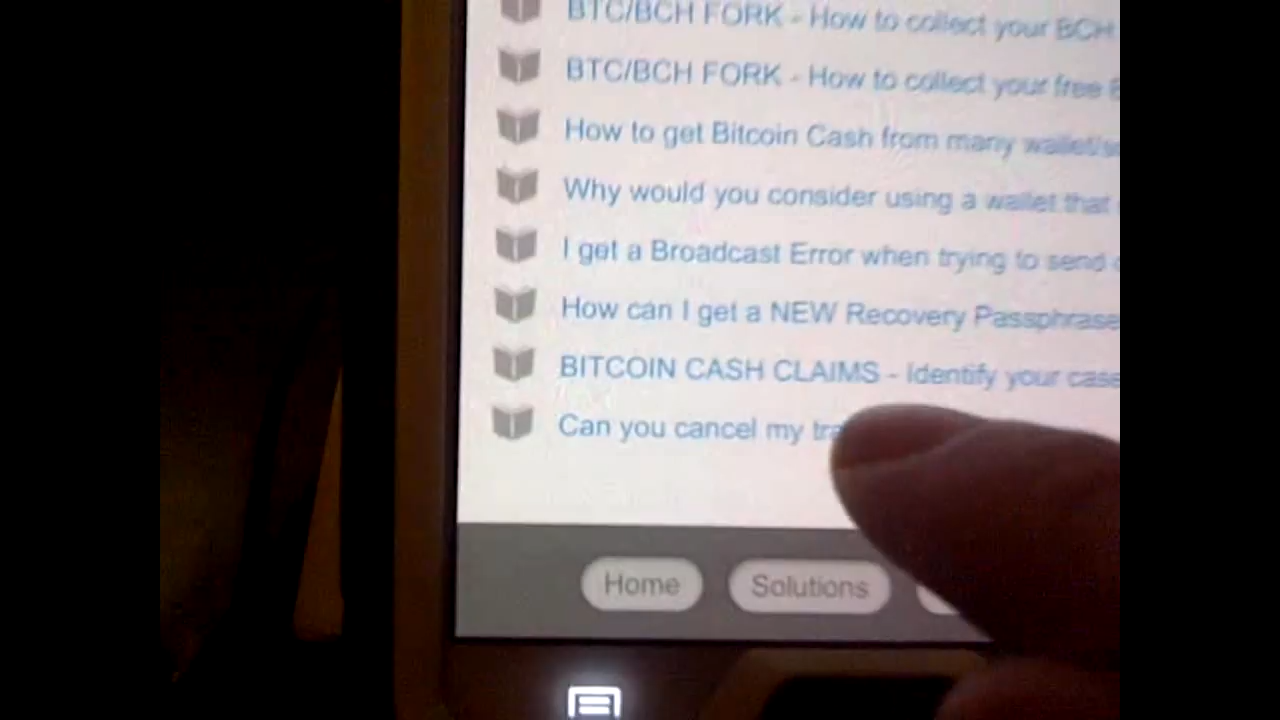 BTC/BCH FORK - How to collect your BCH
BTC/BCH FORK - How to collect your free
How to get Bitcoin Cash from many
Why would you consider using a wallet that
I get a Broadcast Error when trying to send
How can I get a NEW Recovery Passphrase
BITCOIN CASH CLAIMS - Identify your case
Can you cancel my
Home
Solutions